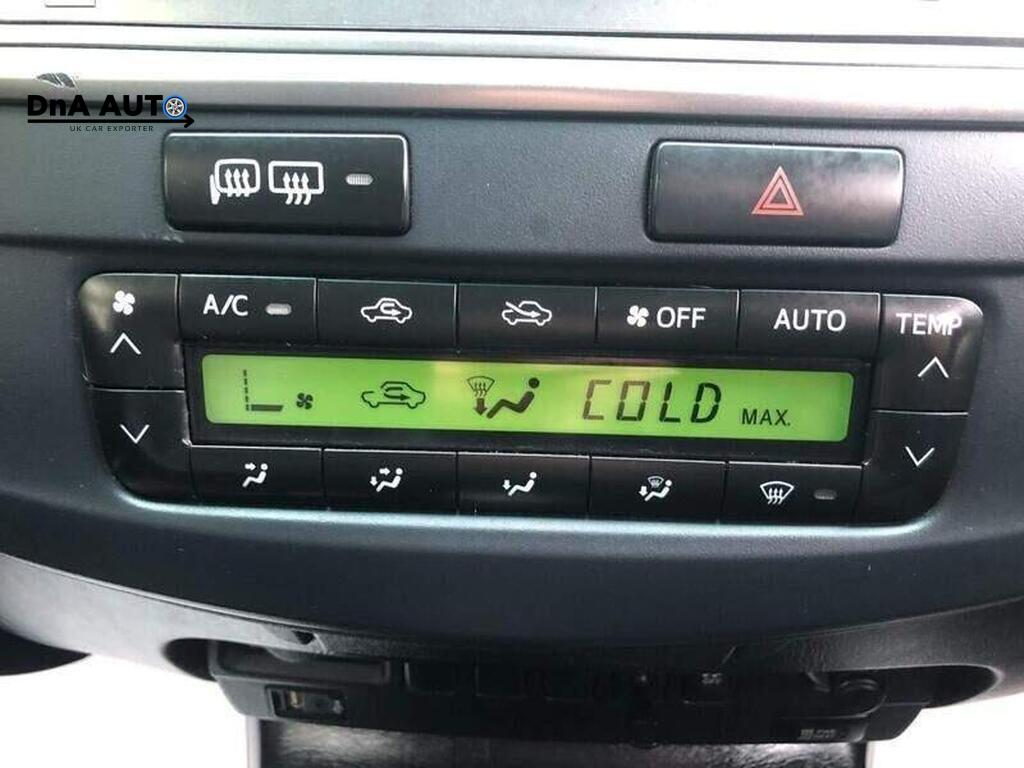 DnA AUTO
UK CAR EXPORTER
A/C
OFF
AUTO
TEMP
COLD MAX.